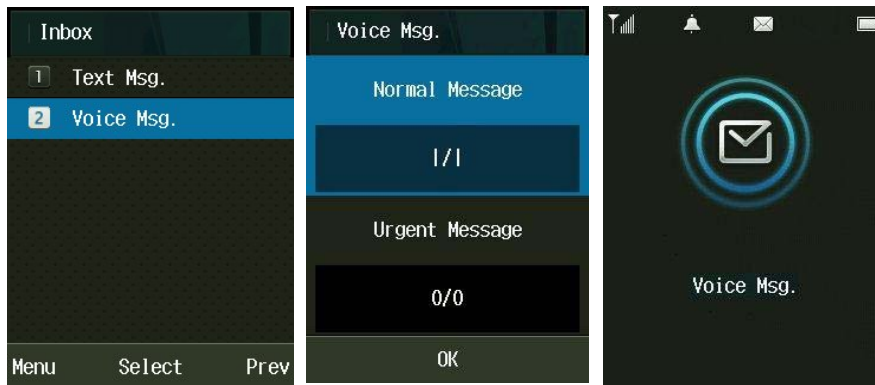 Inbox
1 Text Msg.
2 Voice Msg.
Menu Select Prev
Voice Msg.
Normal Message
1/1
Urgent Message
0/0
OK
Voice Msg.